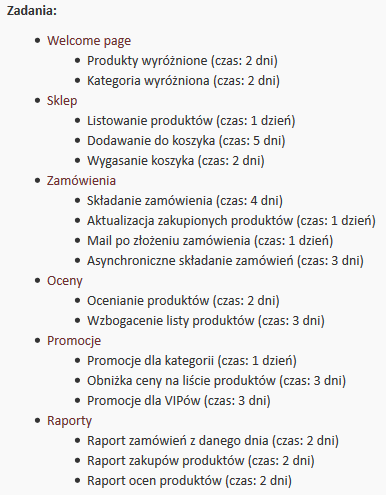 Zadania:
Welcome page
Produkty wyróżnione (czas: 2 dni)
Kategoria wyróżniona (czas: 2 dni)
Sklep
Listowanie produktów (czas: 1 dzień)
Dodawanie do koszyka (czas: 5 dni)
Wygasanie koszyka (czas: 2 dni)
Zamówienia
Składanie zamówienia (czas: 4 dni)
Aktualizacja zakupionych produktów (czas: 1 dzień)
Mail po złożeniu zamówienia (czas: 1 dzień)
Asynchroniczne składanie zamówień (czas: 3 dni)
Oceny
Ocenianie produktów (czas: 2 dni)
Wzbogacenie listy produktów (czas: 3 dni)
Promocje
Promocje dla kategorii (czas: 1 dzień)
Obniżka ceny na liście produktów (czas: 3 dni)
Promocje dla VIPów (czas: 3 dni)
Raporty
Raport zamówień z danego dnia (czas: 2 dni)
Raport zakupów produktów (czas: 2 dni)
Raport ocen produktów (czas: 2 dni)